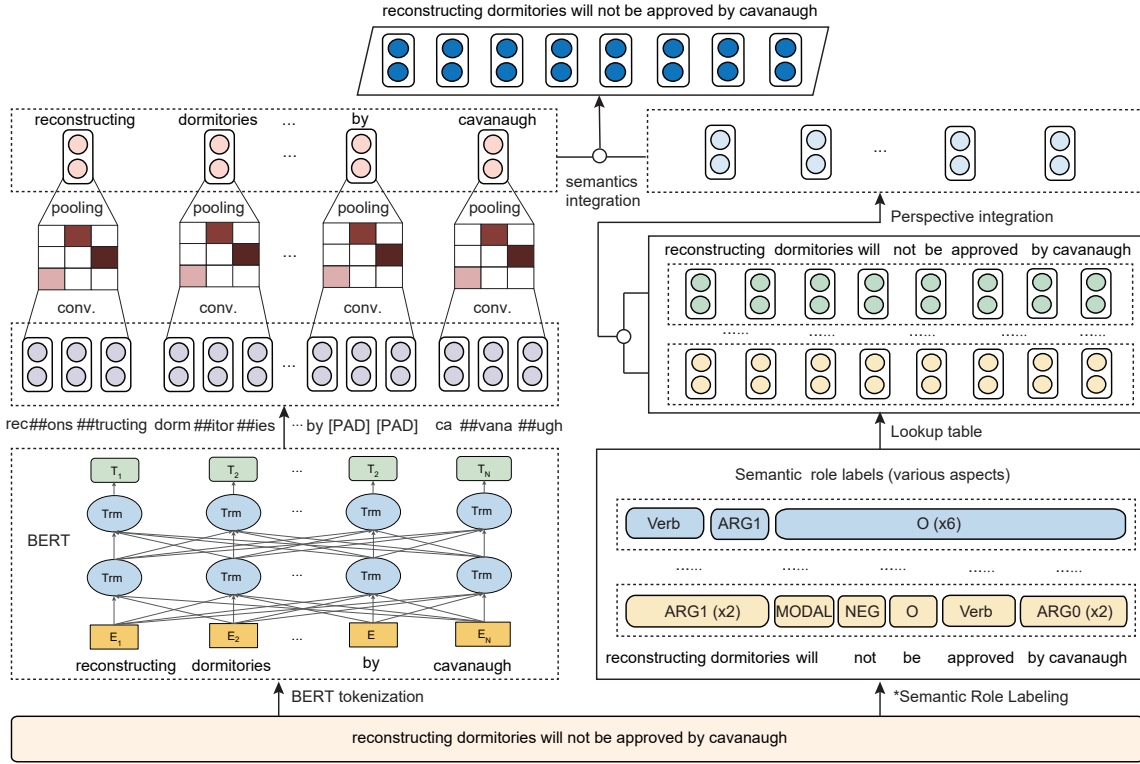 reconstructing dormitories will not be approved by cavanaugh
reconstructing dormitories ... by cavanaugh
...
...
pooling pooling pooling pooling
...
conv. conv. conv. conv.
...
rec##ons ##tructing dorm ##itor ##ies ... by [PAD] [PAD] ca ##vana ##ugh
semantics
integration
Perspective integration
reconstructing dormitories will not be approved by cavanaugh
...... ...... ...... ...... ......
Lookup table
T1 T2 ... T2 TN
Trm Trm ... Trm Trm
BERT
Trm Trm ... Trm Trm
E1 E2 ... E EN
reconstructing dormitories by cavanaugh
BERT tokenization
Semantic role labels (various aspects)
Verb ARG1 O (x6)
...... ...... ...... ...... ......
ARG1 (x2) MODAL NEG O Verb ARG0 (x2)
reconstructing dormitories will not be approved by cavanaugh
*Semantic Role Labeling
reconstructing dormitories will not be approved by cavanaugh